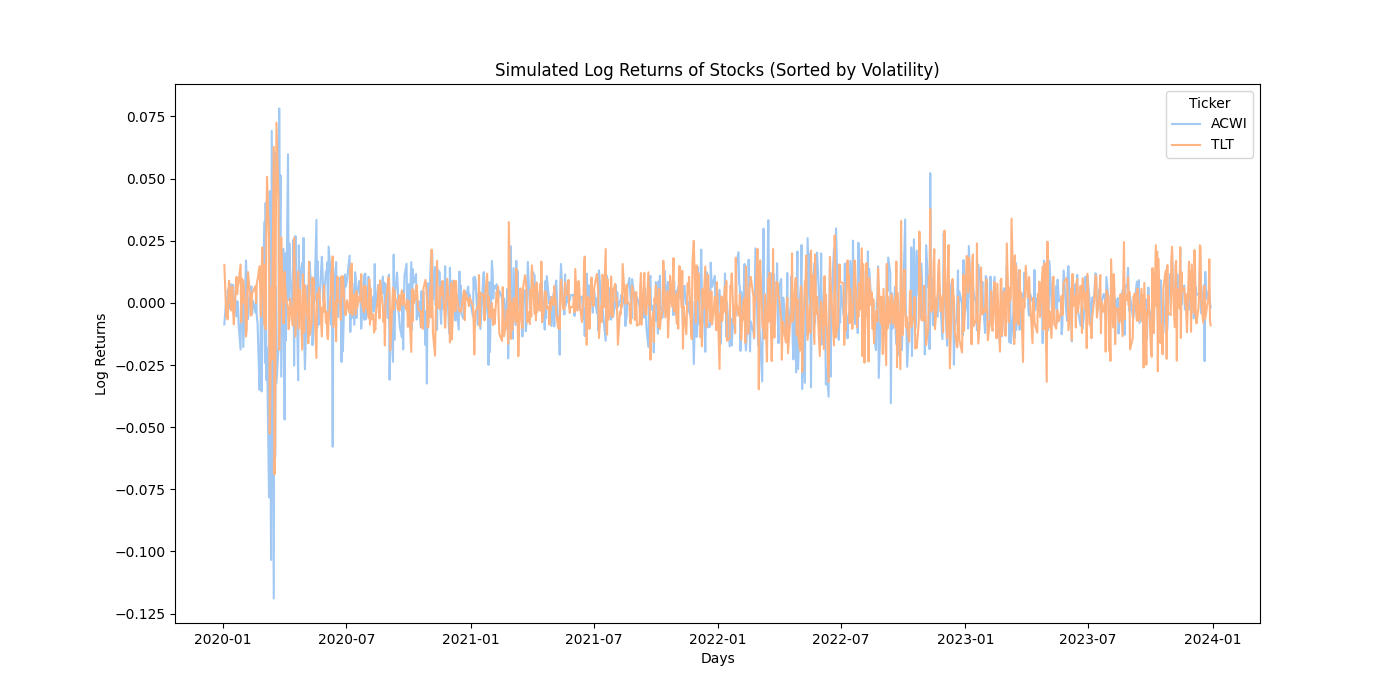 Simulated Log Returns of Stocks (Sorted by Volatility)
Ticker
ACWI
TLT
0.075
0.050
0.025
0.000
−0.025
−0.050
−0.075
−0.100
−0.125
Log Returns
2020-01 2020-07 2021-01 2021-07 2022-01 2022-07 2023-01 2023-07 2024-01
Days